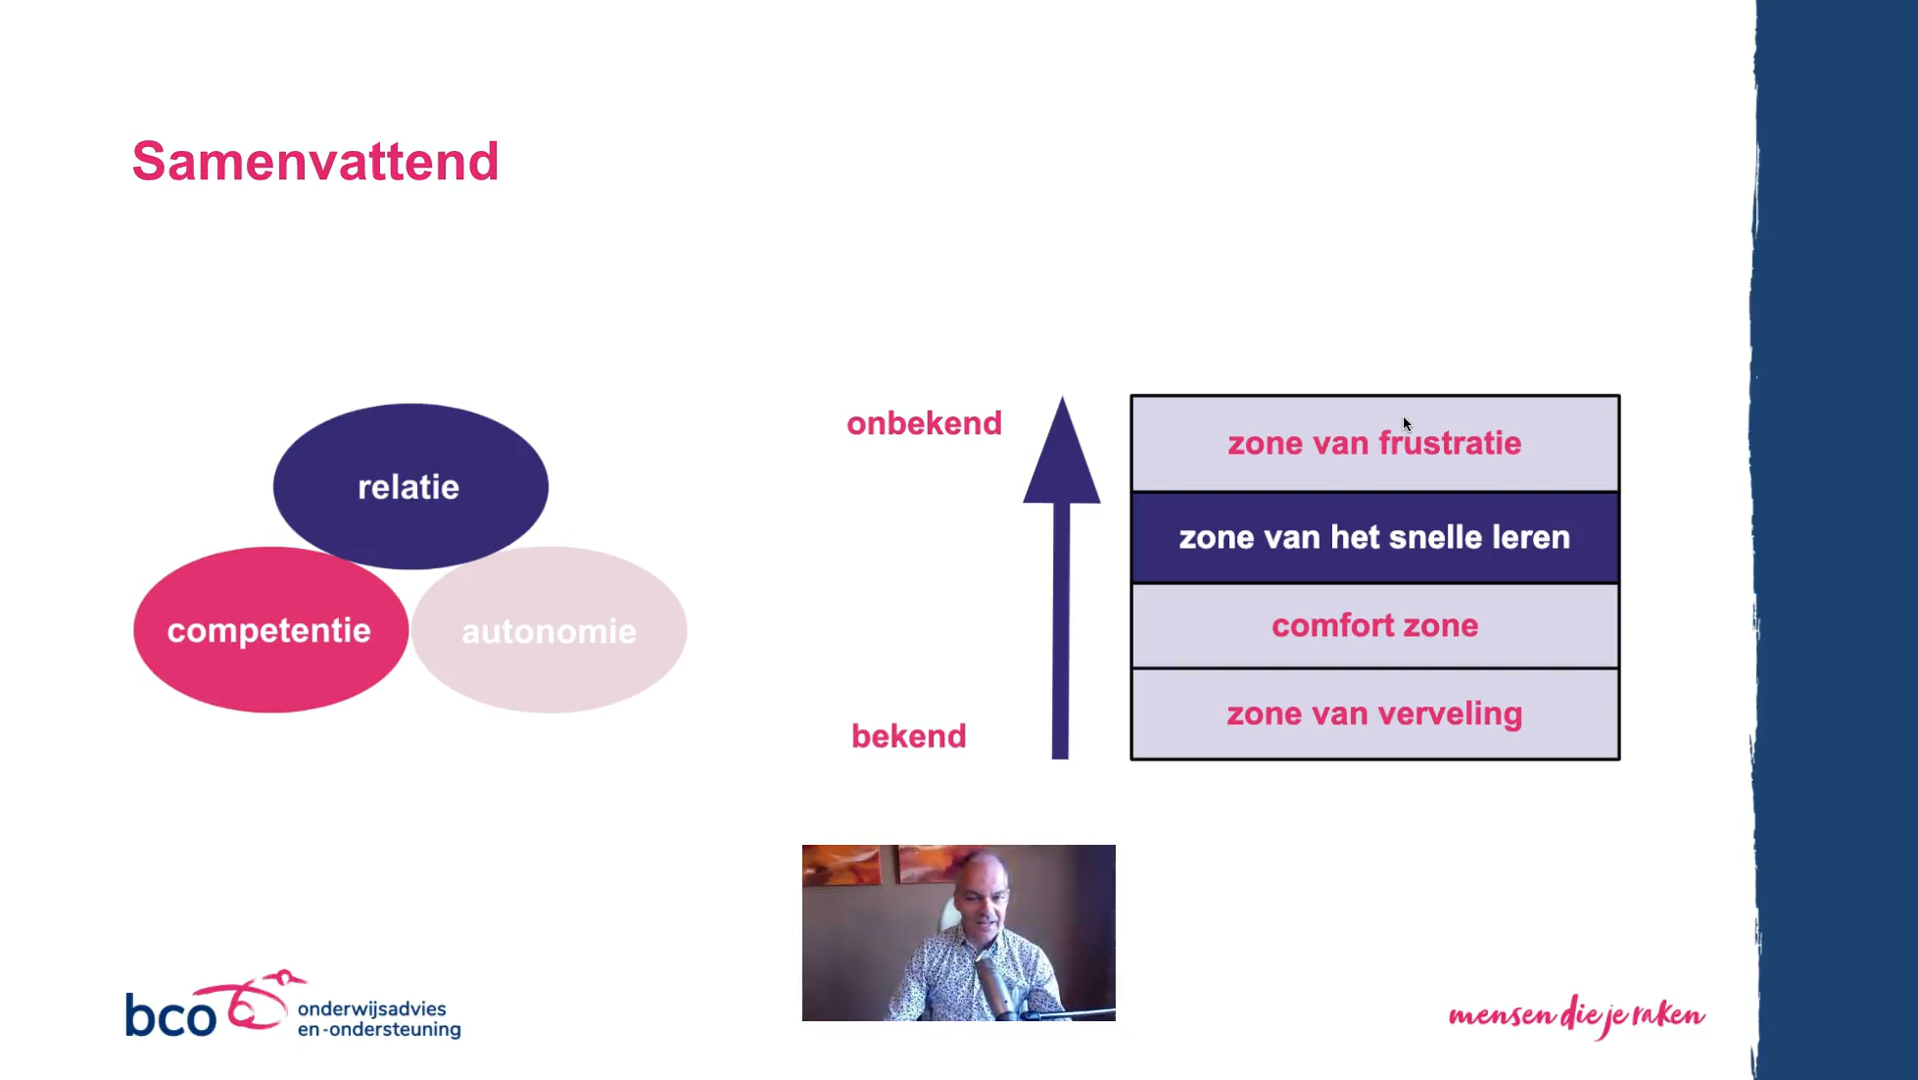 Samenvattend
relatie
competentie
autonomie
onbekend
bekend
zone van frustratie
zone van het snelle leren
comfort zone
zone van verveling
bco
onderwijsadvies
en-ondersteuning
mensen die je raken